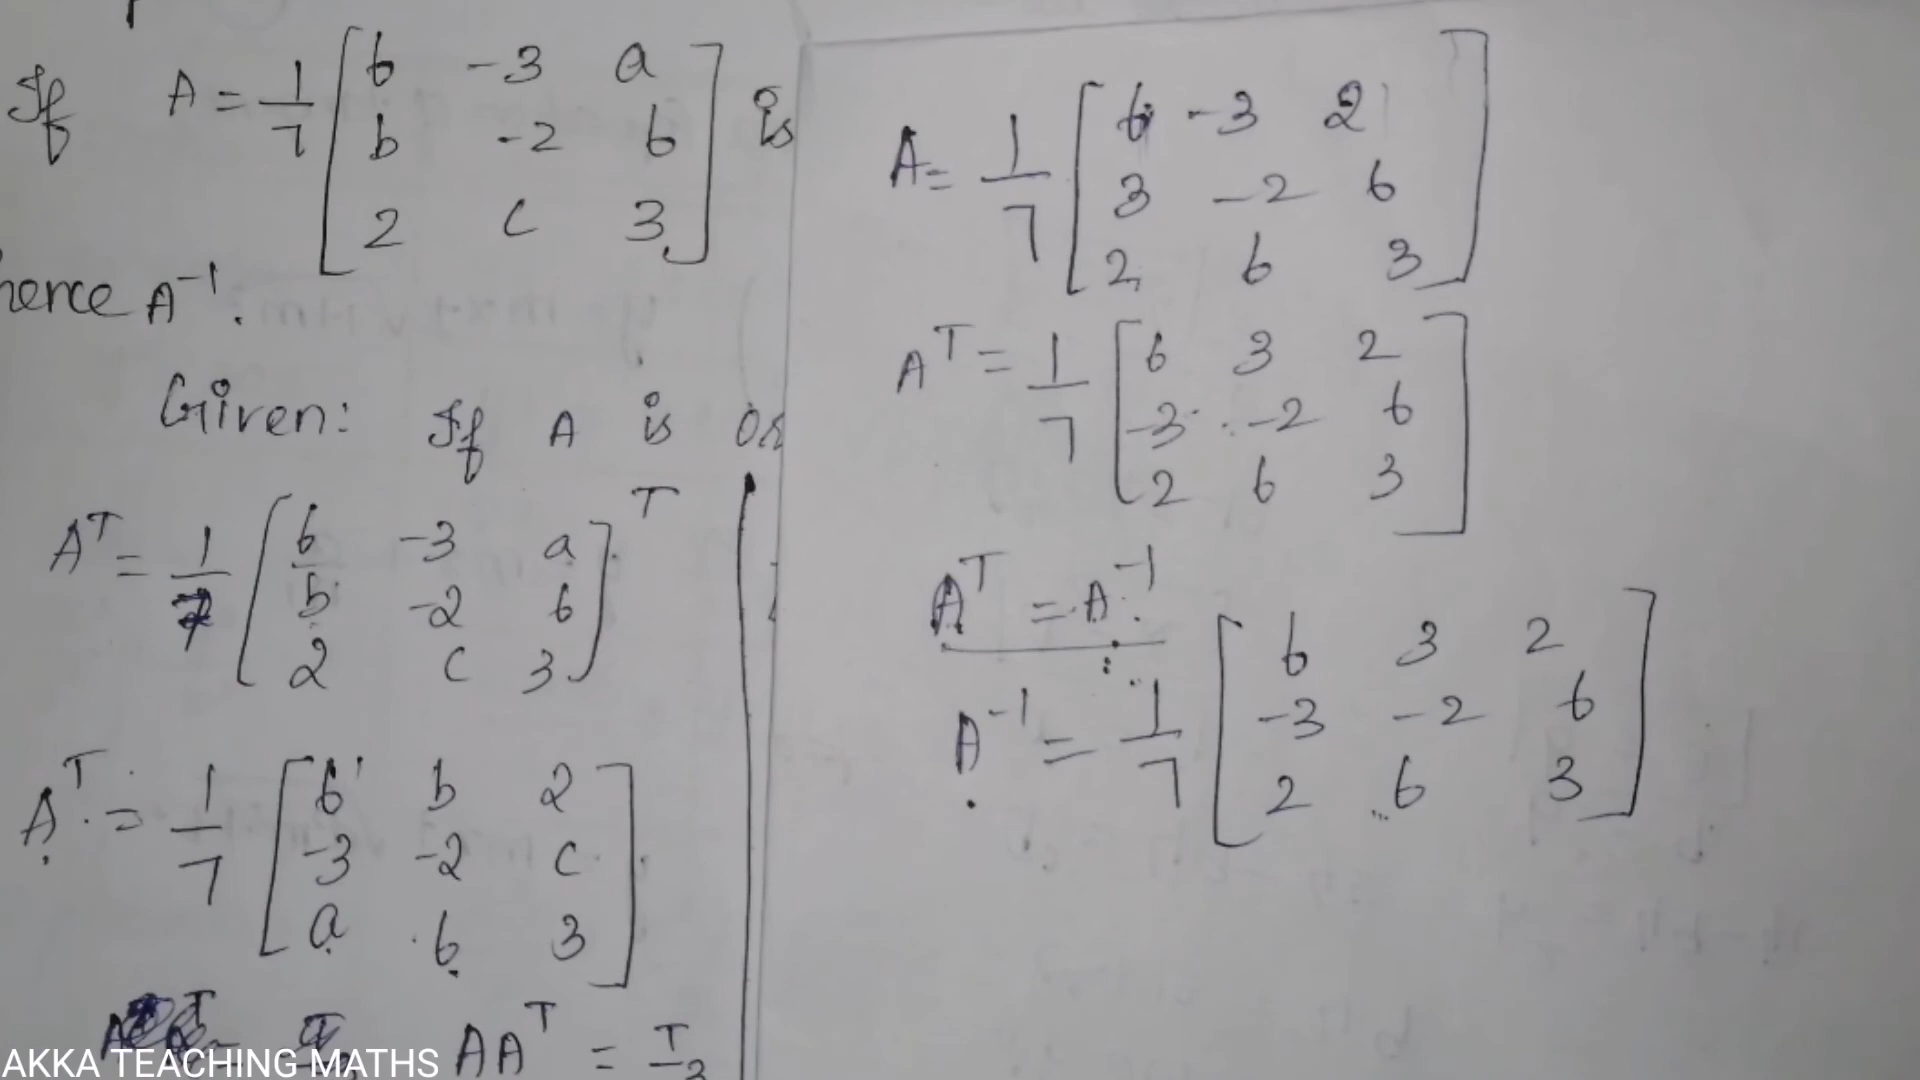 If A = 1/7 [ 6 -3 a
b -2 6
2 c 3 ] is
hence A⁻¹.
Given: If A is or
Aᵀ = 1/7 [ 6 -3 a
b -2 6
2 c 3 ]ᵀ
Aᵀ = 1/7 [ 6 b 2
-3 -2 c
a 6 3 ]
AAᵀ = I₃
A = 1/7 [ 6 -3 2
3 -2 6
2 6 3 ]
Aᵀ = 1/7 [ 6 3 2
-3 -2 6
2 6 3 ]
Aᵀ = A⁻¹
A⁻¹ = 1/7 [ 6 3 2
-3 -2 6
2 6 3 ]
AKKA TEACHING MATHS